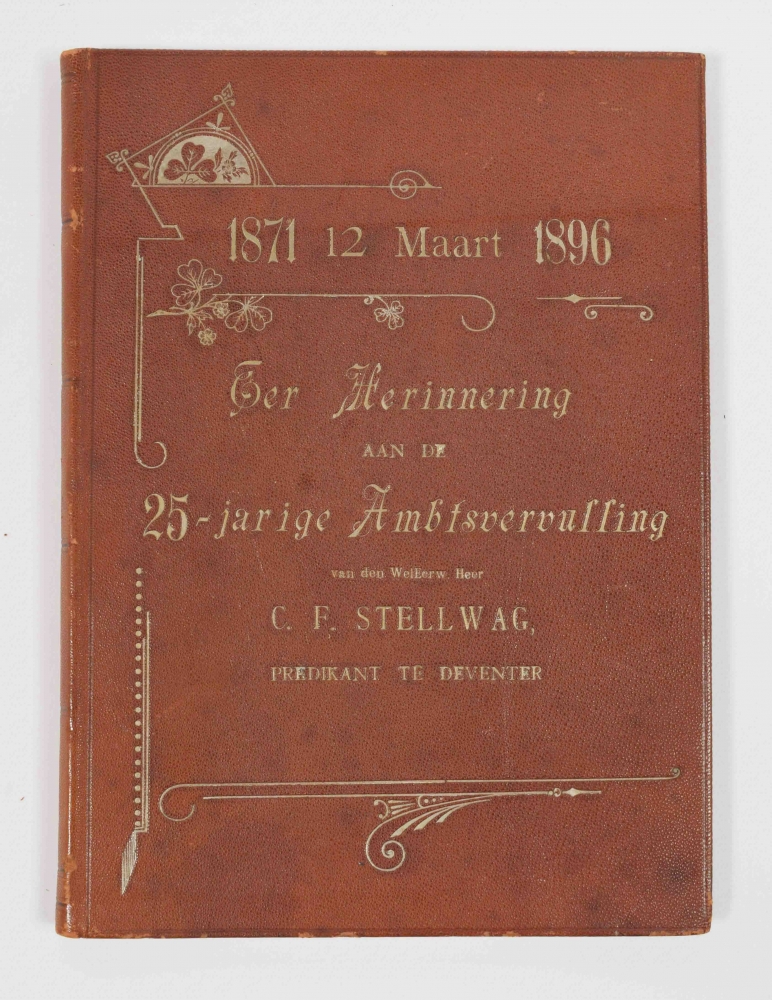 1871 12 Maart 1896
Ter Herinnering
AAN DE
25-jarige Ambtsvervulling
van den WelEerw Heer
C. F. STELLWAG,
PREDIKANT TE DEVENTER